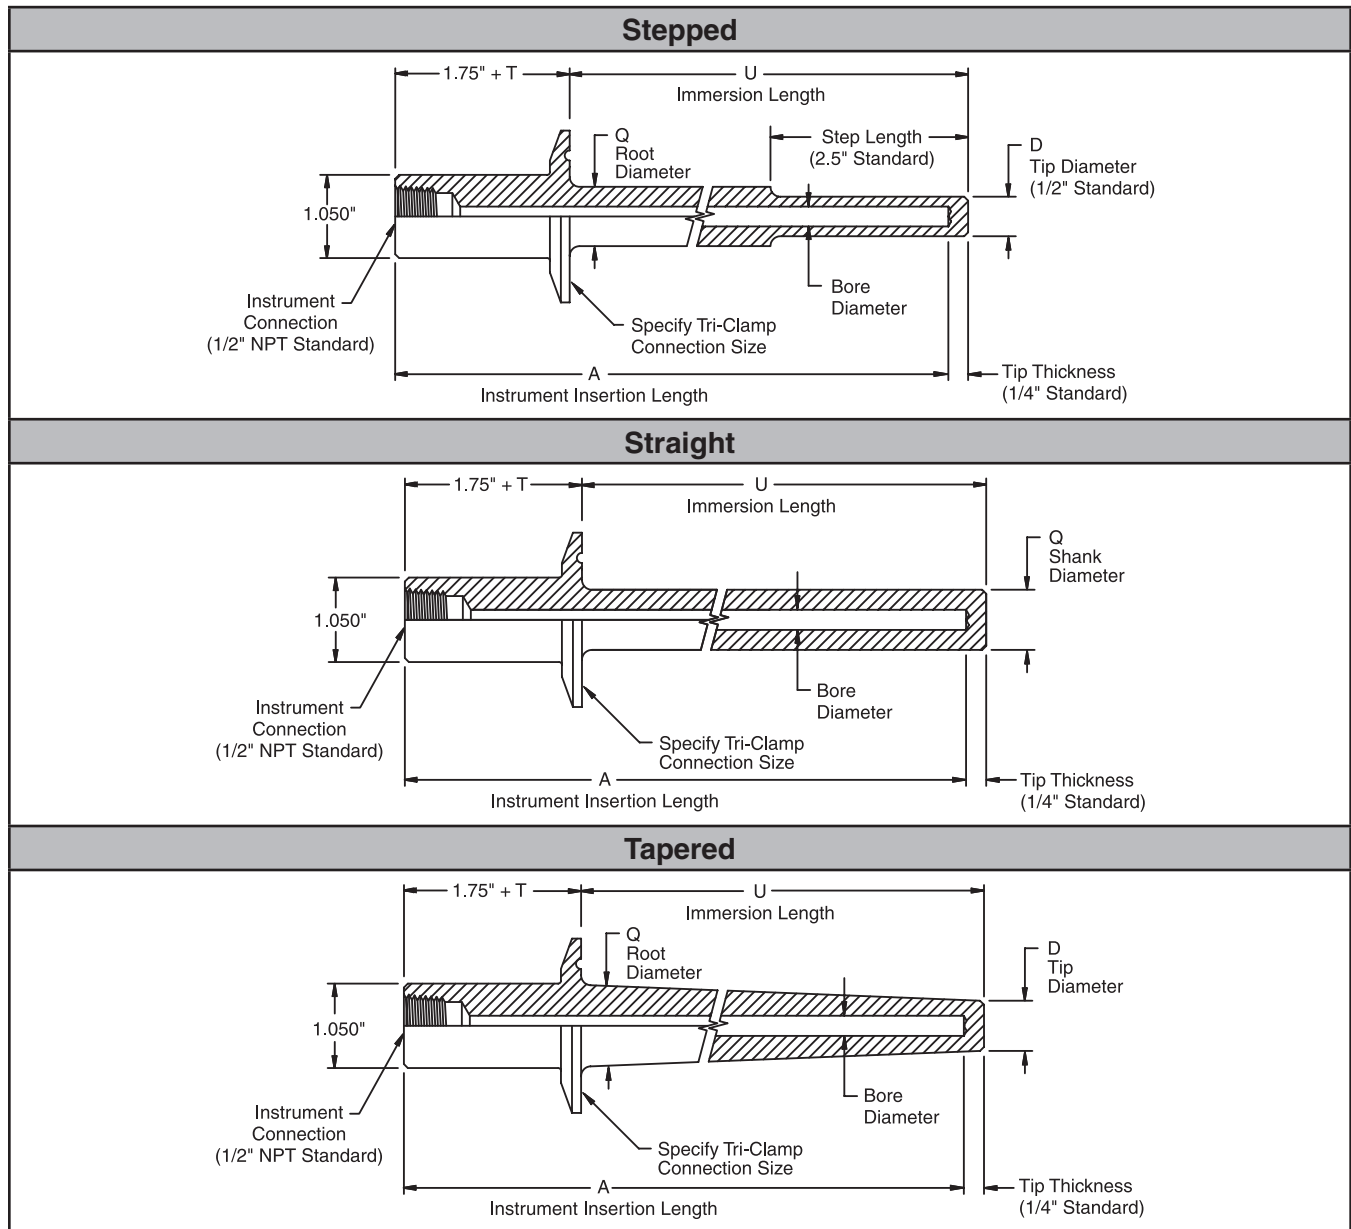 Stepped
1.75" + T
U
Immersion Length
Q
Root
Diameter
Step Length
(2.5" Standard)
D
Tip Diameter
(1/2" Standard)
1.050"
Instrument
Connection
(1/2" NPT Standard)
Bore
Diameter
Specify Tri-Clamp
Connection Size
A
Instrument Insertion Length
Tip Thickness
(1/4" Standard)
Straight
1.75" + T
U
Immersion Length
Q
Shank
Diameter
1.050"
Instrument
Connection
(1/2" NPT Standard)
Bore
Diameter
Specify Tri-Clamp
Connection Size
A
Instrument Insertion Length
Tip Thickness
(1/4" Standard)
Tapered
1.75" + T
U
Immersion Length
Q
Root
Diameter
D
Tip
Diameter
1.050"
Instrument
Connection
(1/2" NPT Standard)
Bore
Diameter
Specify Tri-Clamp
Connection Size
A
Instrument Insertion Length
Tip Thickness
(1/4" Standard)